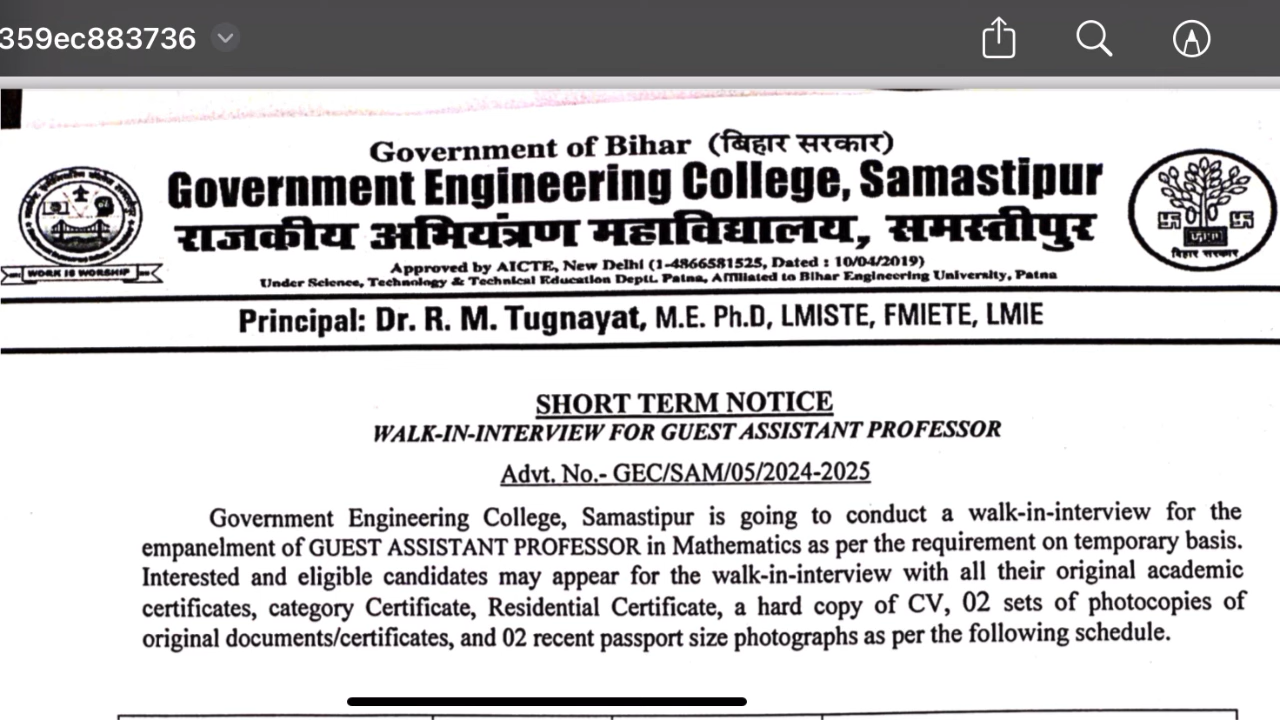 359ec883736
Government of Bihar (बिहार सरकार)
Government Engineering College, Samastipur
राजकीय अभियंत्रण महाविद्यालय, समस्तीपुर
Approved by AICTE, New Delhi (1-4866581525, Dated : 10/04/2019)
Under Science, Technology & Technical Education Deptt. Patna, Affiliated to Bihar Engineering University, Patna
WORK IS WORSHIP
बिहार सरकार
Principal: Dr. R. M. Tugnayat, M.E. Ph.D, LMISTE, FMIETE, LMIE
SHORT TERM NOTICE
WALK-IN-INTERVIEW FOR GUEST ASSISTANT PROFESSOR
Advt. No.- GEC/SAM/05/2024-2025
Government Engineering College, Samastipur is going to conduct a walk-in-interview for the
empanelment of GUEST ASSISTANT PROFESSOR in Mathematics as per the requirement on temporary basis.
Interested and eligible candidates may appear for the walk-in-interview with all their original academic
certificates, category Certificate, Residential Certificate, a hard copy of CV, 02 sets of photocopies of
original documents/certificates, and 02 recent passport size photographs as per the following schedule.